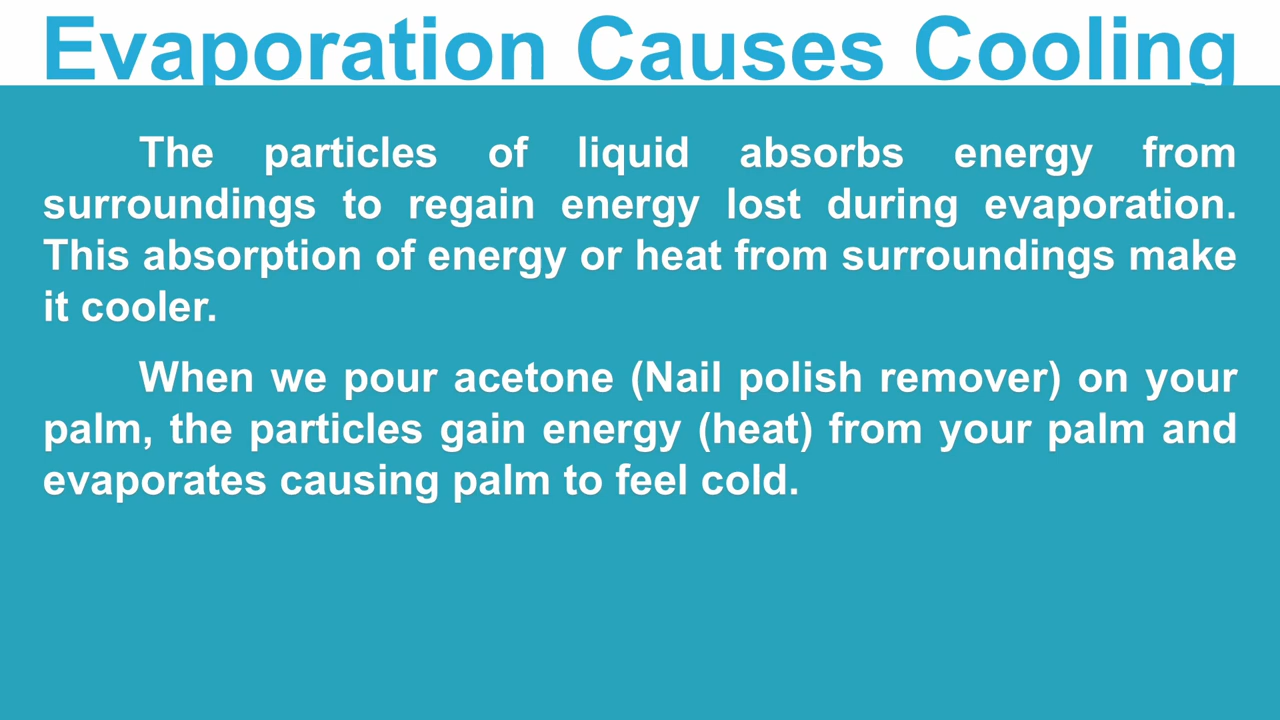 Evaporation Causes Cooling
The particles of liquid absorbs energy from
surroundings to regain energy lost during evaporation.
This absorption of energy or heat from surroundings make
it cooler.
When we pour acetone (Nail polish remover) on your
palm, the particles gain energy (heat) from your palm and
evaporates causing palm to feel cold.